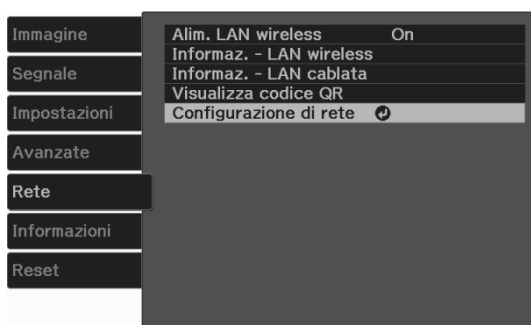 Immagine
Segnale
Impostazioni
Avanzate
Rete
Informazioni
Reset
Alim. LAN wireless On
Informaz. - LAN wireless
Informaz. - LAN cablata
Visualizza codice QR
Configurazione di rete